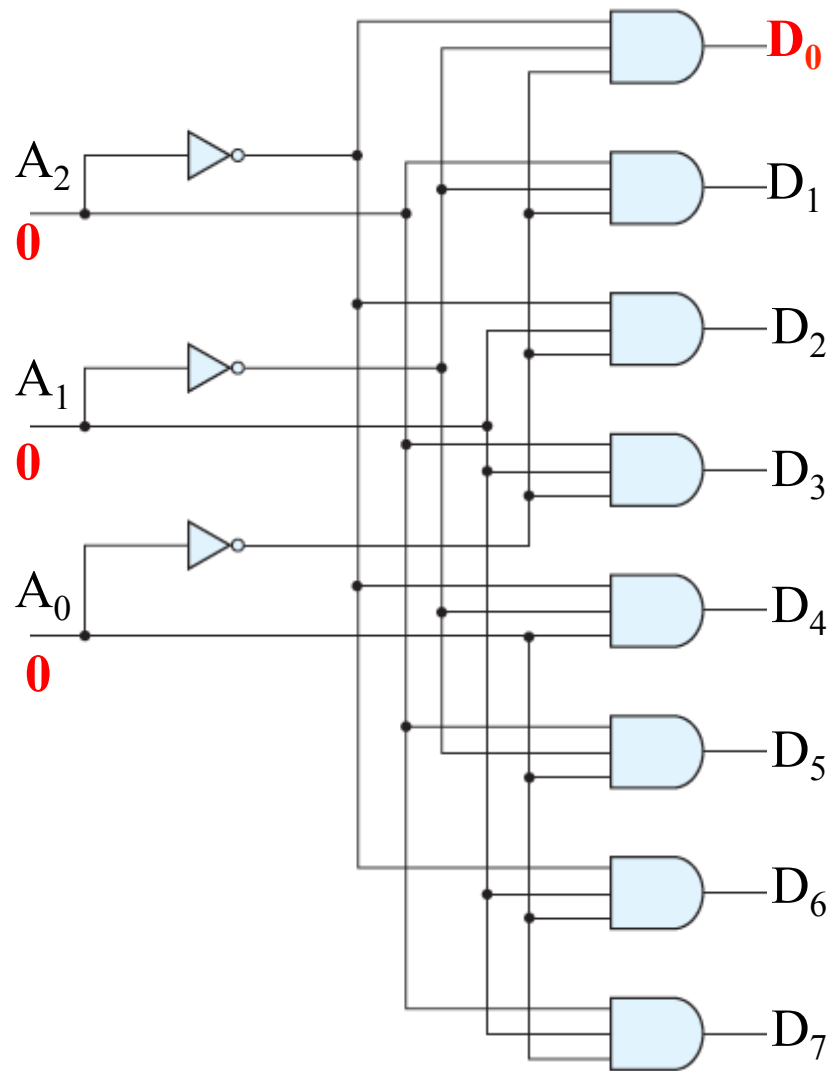 D₀
A₂
D₁
0
D₂
A₁
0
D₃
A₀
D₄
0
D₅
D₆
D₇